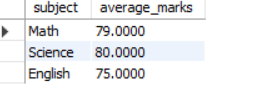 subject average_marks
Math 79.0000
Science 80.0000
English 75.0000